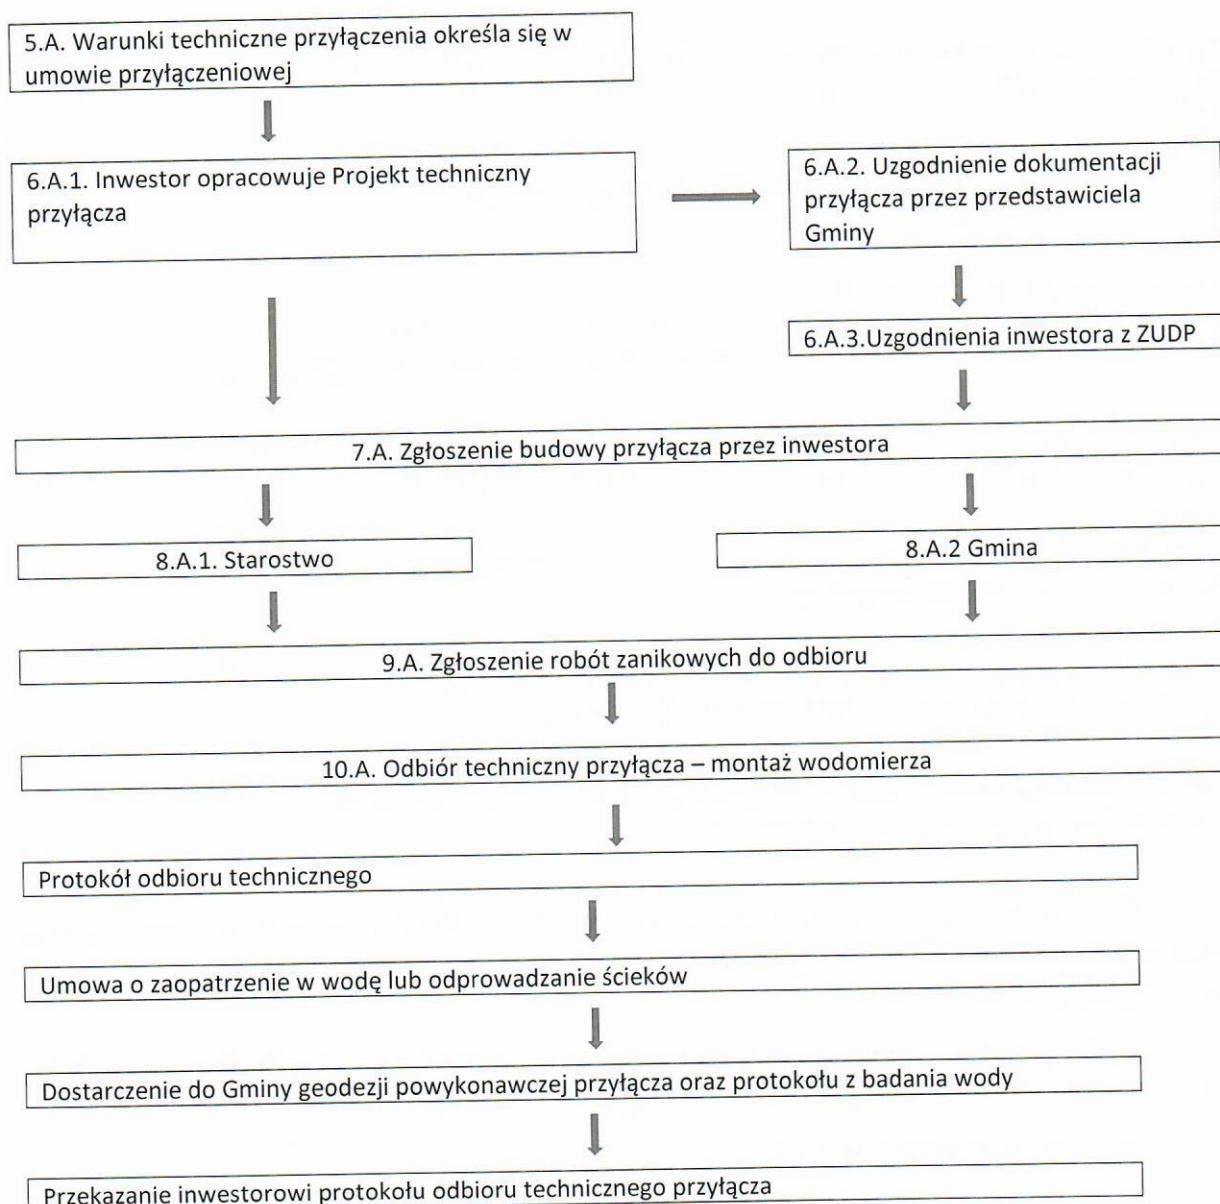 5.A. Warunki techniczne przyłączenia określa się w
umowie przyłączeniowej
6.A.1. Inwestor opracowuje Projekt techniczny
przyłącza
6.A.2. Uzgodnienie dokumentacji
przyłącza przez przedstawiciela
Gminy
6.A.3.Uzgodnienia inwestora z ZUDP
7.A. Zgłoszenie budowy przyłącza przez inwestora
8.A.1. Starostwo
8.A.2 Gmina
9.A. Zgłoszenie robót zanikowych do odbioru
10.A. Odbiór techniczny przyłącza – montaż wodomierza
Protokół odbioru technicznego
Umowa o zaopatrzenie w wodę lub odprowadzanie ścieków
Dostarczenie do Gminy geodezji powykonawczej przyłącza oraz protokołu z badania wody
Przekazanie inwestorowi protokołu odbioru technicznego przyłącza